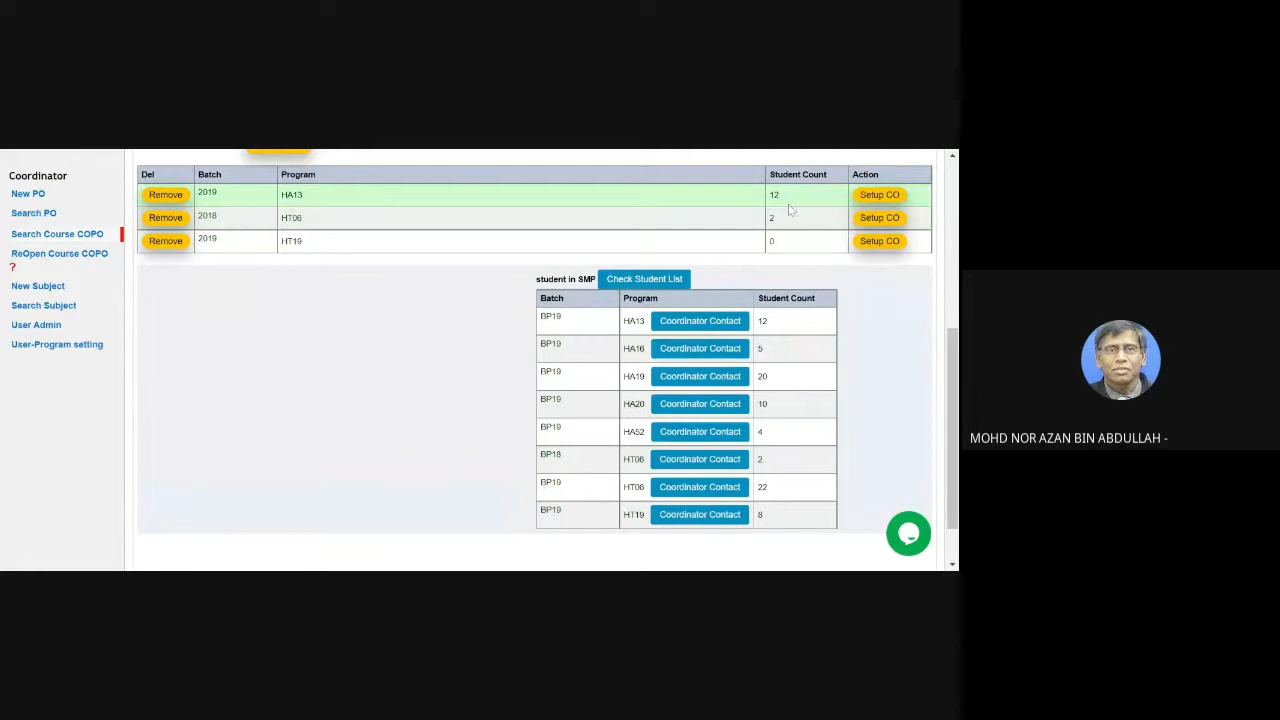 Coordinator
New PO
Search PO
Search Course COPO
ReOpen Course COPO
?
New Subject
Search Subject
User Admin
User-Program setting
Del Batch Program Student Count Action
Remove 2019 HA13 12 Setup CO
Remove 2018 HT06 2 Setup CO
Remove 2019 HT19 0 Setup CO
student in SMP Check Student List
Batch Program Student Count
BP19 HA13 Coordinator Contact 12
BP19 HA16 Coordinator Contact 5
BP19 HA19 Coordinator Contact 20
BP19 HA20 Coordinator Contact 10
BP19 HA52 Coordinator Contact 4
BP18 HT06 Coordinator Contact 2
BP19 HT06 Coordinator Contact 22
BP19 HT19 Coordinator Contact 8
MOHD NOR AZAN BIN ABDULLAH -